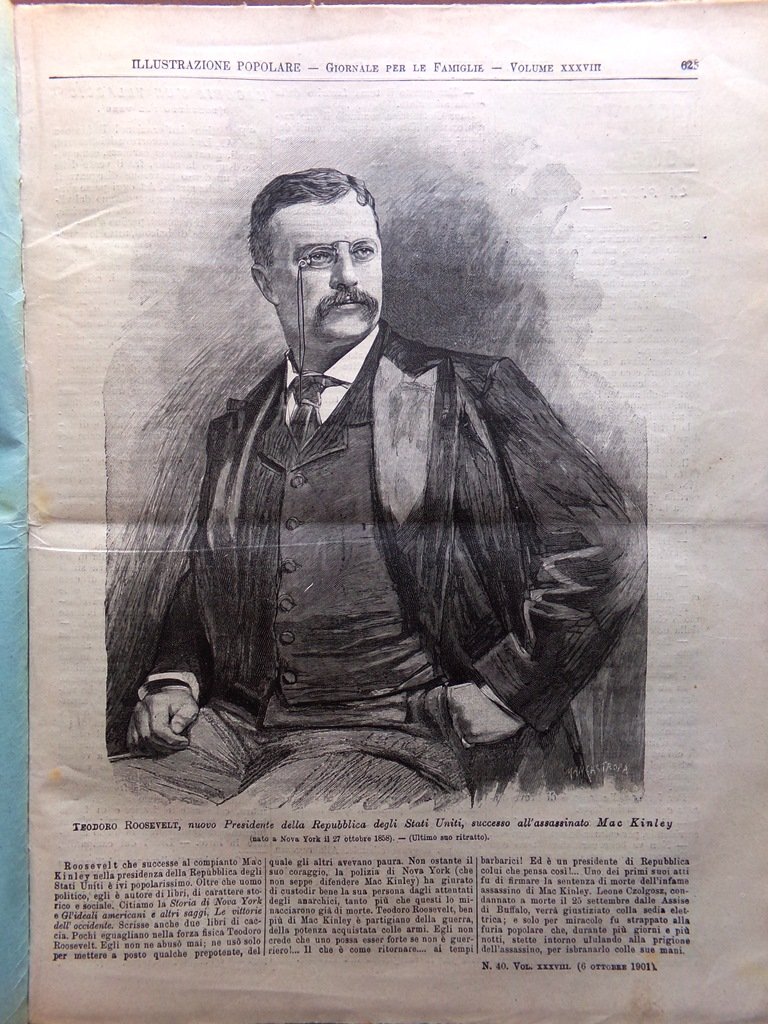 ILLUSTRAZIONE POPOLARE — GIORNALE PER LE FAMIGLIE — VOLUME XXXVIII
625
TEODORO ROOSEVELT, nuovo Presidente della Repubblica degli Stati Uniti, successo all'assassinato Mac Kinley
(nato a Nova York il 27 ottobre 1858). — (Ultimo suo ritratto).
Roosevelt che successe al compianto Mac
Kinley nella presidenza della Repubblica degli
Stati Uniti è ivi popolarissimo. Oltre che uomo
politico, egli è autore di libri, di carattere sto-
rico e sociale. Citiamo la Storia di Nova York
e Gl'ideali americani e altri saggi, Le vittorie
dell'occidente. Scrisse anche due libri di cac-
cia. Pochi eguagliano nella forza fisica Teodoro
Roosevelt. Egli non ne abusò mai; ne usò solo
per mettere a posto qualche prepotente, del
quale gli altri avevano paura. Non ostante il
suo coraggio, la polizia di Nova York (che
non seppe difendere Mac Kinley) ha giurato
di custodir bene la sua persona dagli attentati
degli anarchici, tanto più che questi lo mi-
nacciarono già di morte. Teodoro Roosevelt, ben
più di Mac Kinley è partigiano della guerra,
della potenza acquistata colle armi. Egli non
crede che uno possa esser forte se non è guer-
riero!... Il che è come ritornare.... ai tempi
barbarici! Ed è un presidente di Repubblica
colui che pensa così!... Uno dei primi suoi atti
fu di firmare la sentenza di morte dell'infame
assassino di Mac Kinley. Leone Czolgosz, con-
dannato a morte il 25 settembre dalle Assise
di Buffalo, verrà giustiziato colla sedia elet-
trica; e solo per miracolo fu strappato alla
furia popolare che, durante più giorni e più
notti, stette intorno ululando alla prigione
dell'assassino, per isbranarlo colle sue mani.
N. 40. VOL. XXXVIII. (6 OTTOBRE 1901).